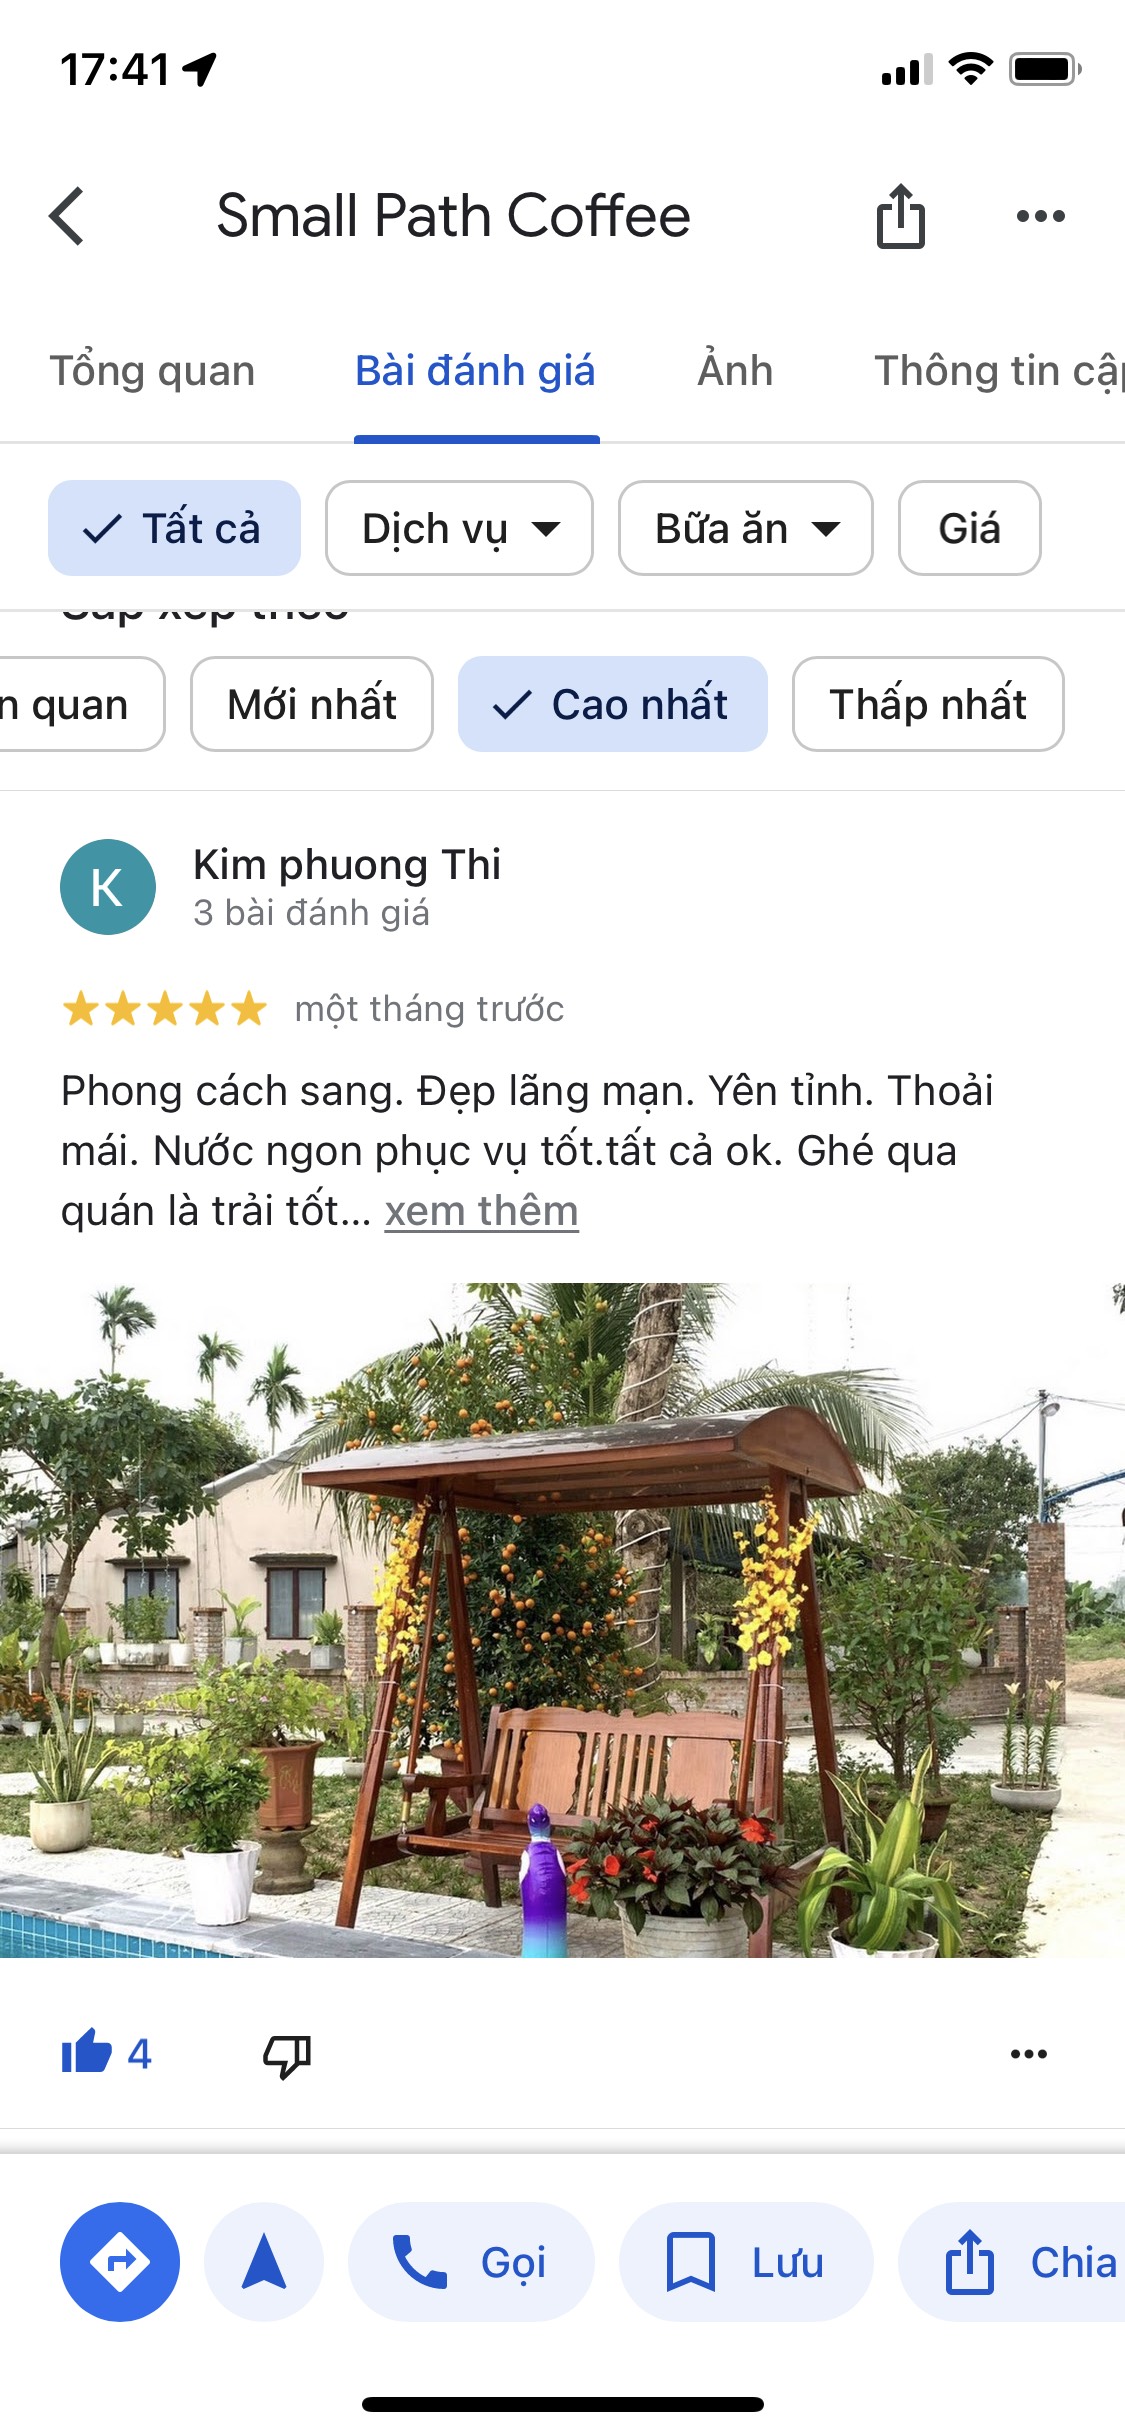 17:41
Small Path Coffee
Tổng quan Bài đánh giá Ảnh Thông tin cậ
Tất cả Dịch vụ Bữa ăn Giá
Sắp xếp theo
n quan Mới nhất Cao nhất Thấp nhất
K
Kim phuong Thi
3 bài đánh giá
một tháng trước
Phong cách sang. Đẹp lãng mạn. Yên tỉnh. Thoải
mái. Nước ngon phục vụ tốt.tất cả ok. Ghé qua
quán là trải tốt... xem thêm
4
Gọi Lưu Chia